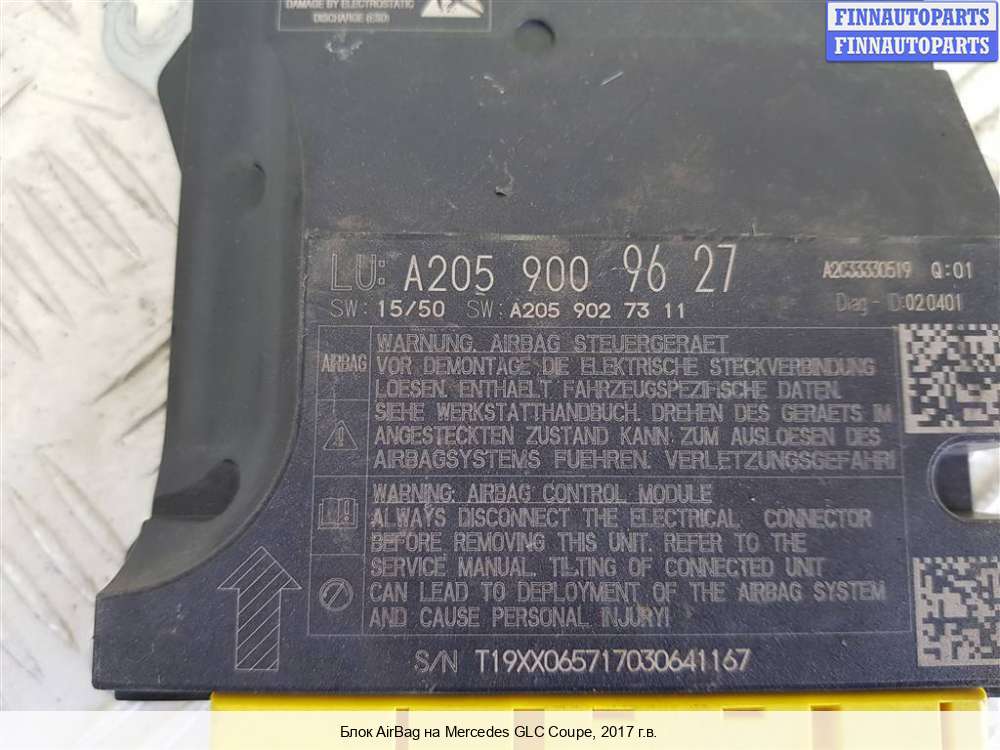 DAMAGE BY ELECTROSTATIC
DISCHARGE (ESD)
FINNAUTOPARTS
FINNAUTOPARTS
LU: A205 900 96 27
A2C33330519 Q:01
SW: 15/50 SW: A205 902 73 11
Diag - ID:020401
AIRBAG
WARNUNG, AIRBAG STEUERGERAET
VOR DEMONTAGE DIE ELEKTRISCHE STECKVERBINDUNG
LOESEN. ENTHAELT FAHRZEUGSPEZIFISCHE DATEN.
SIEHE WERKSTATTHANDBUCH. DREHEN DES GERAETS IM
ANGESTECKTEN ZUSTAND KANN ZUM AUSLOESEN DES
AIRBAGSYSTEMS FUEHREN. VERLETZUNGSGEFAHR!
WARNING: AIRBAG CONTROL MODULE
ALWAYS DISCONNECT THE ELECTRICAL CONNECTOR
BEFORE REMOVING THIS UNIT. REFER TO THE
SERVICE MANUAL. TILTING OF CONNECTED UNIT
CAN LEAD TO DEPLOYMENT OF THE AIRBAG SYSTEM
AND CAUSE PERSONAL INJURY!
S/N T19XX065717030641167
Блок AirBag на Mercedes GLC Coupe, 2017 г.в.